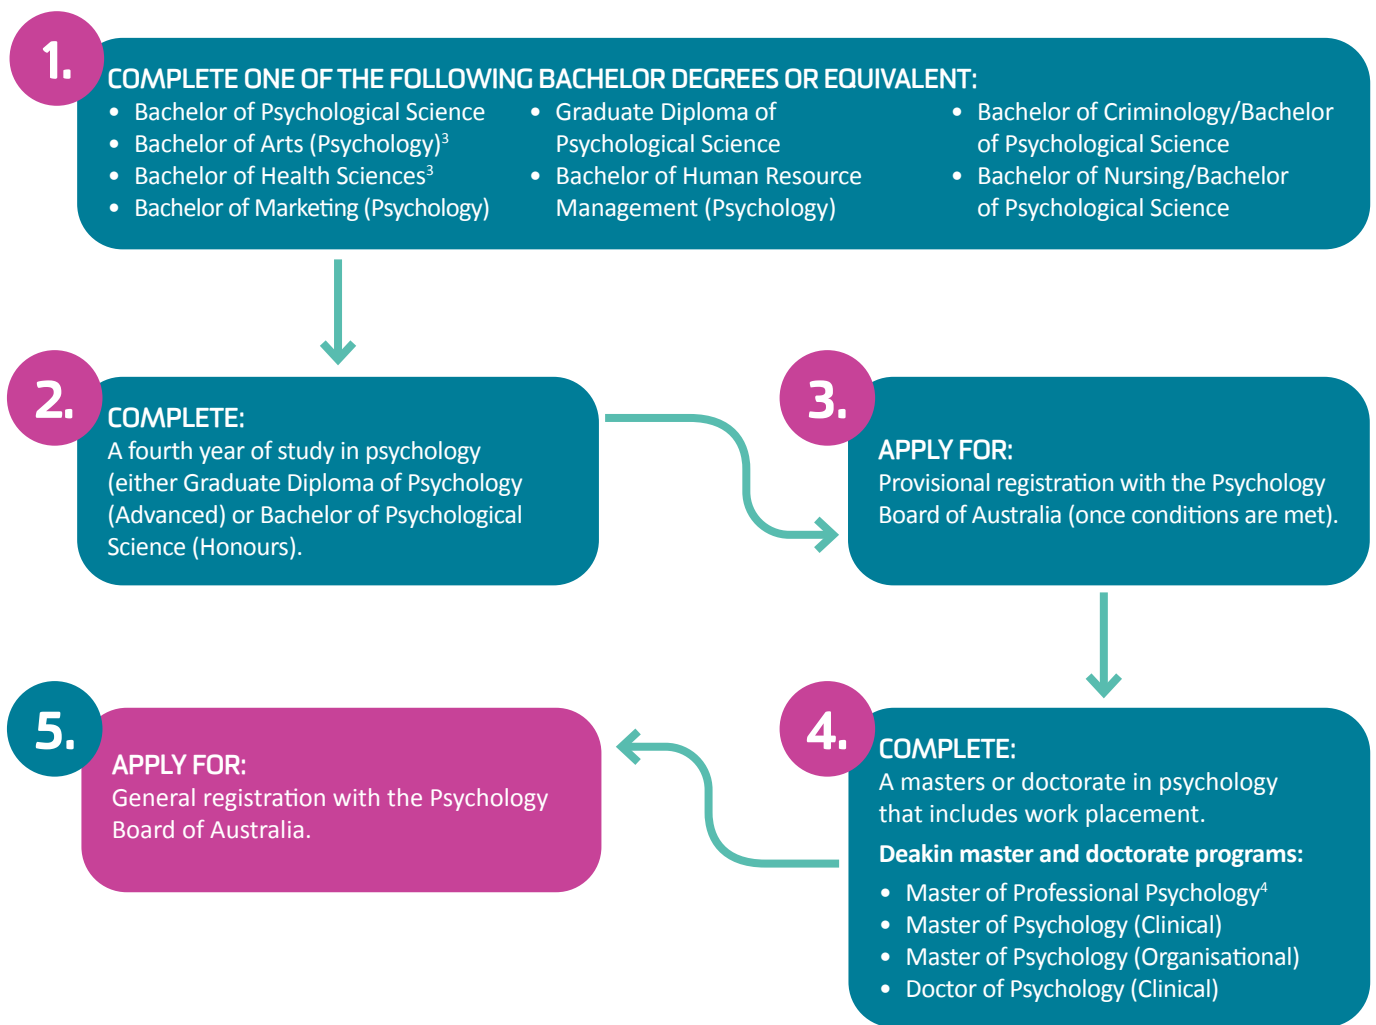 1.
COMPLETE ONE OF THE FOLLOWING BACHELOR DEGREES OR EQUIVALENT:
• Bachelor of Psychological Science
• Bachelor of Arts (Psychology)³
• Bachelor of Health Sciences³
• Bachelor of Marketing (Psychology)
• Graduate Diploma of
Psychological Science
• Bachelor of Human Resource
Management (Psychology)
• Bachelor of Criminology/Bachelor
of Psychological Science
• Bachelor of Nursing/Bachelor
of Psychological Science
2.
COMPLETE:
A fourth year of study in psychology
(either Graduate Diploma of Psychology
(Advanced) or Bachelor of Psychological
Science (Honours).
3.
APPLY FOR:
Provisional registration with the Psychology
Board of Australia (once conditions are met).
4.
COMPLETE:
A masters or doctorate in psychology
that includes work placement.
Deakin master and doctorate programs:
• Master of Professional Psychology⁴
• Master of Psychology (Clinical)
• Master of Psychology (Organisational)
• Doctor of Psychology (Clinical)
5.
APPLY FOR:
General registration with the Psychology
Board of Australia.